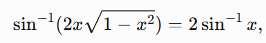 sin⁻¹(2x√(1 − x²)) = 2 sin⁻¹ x,